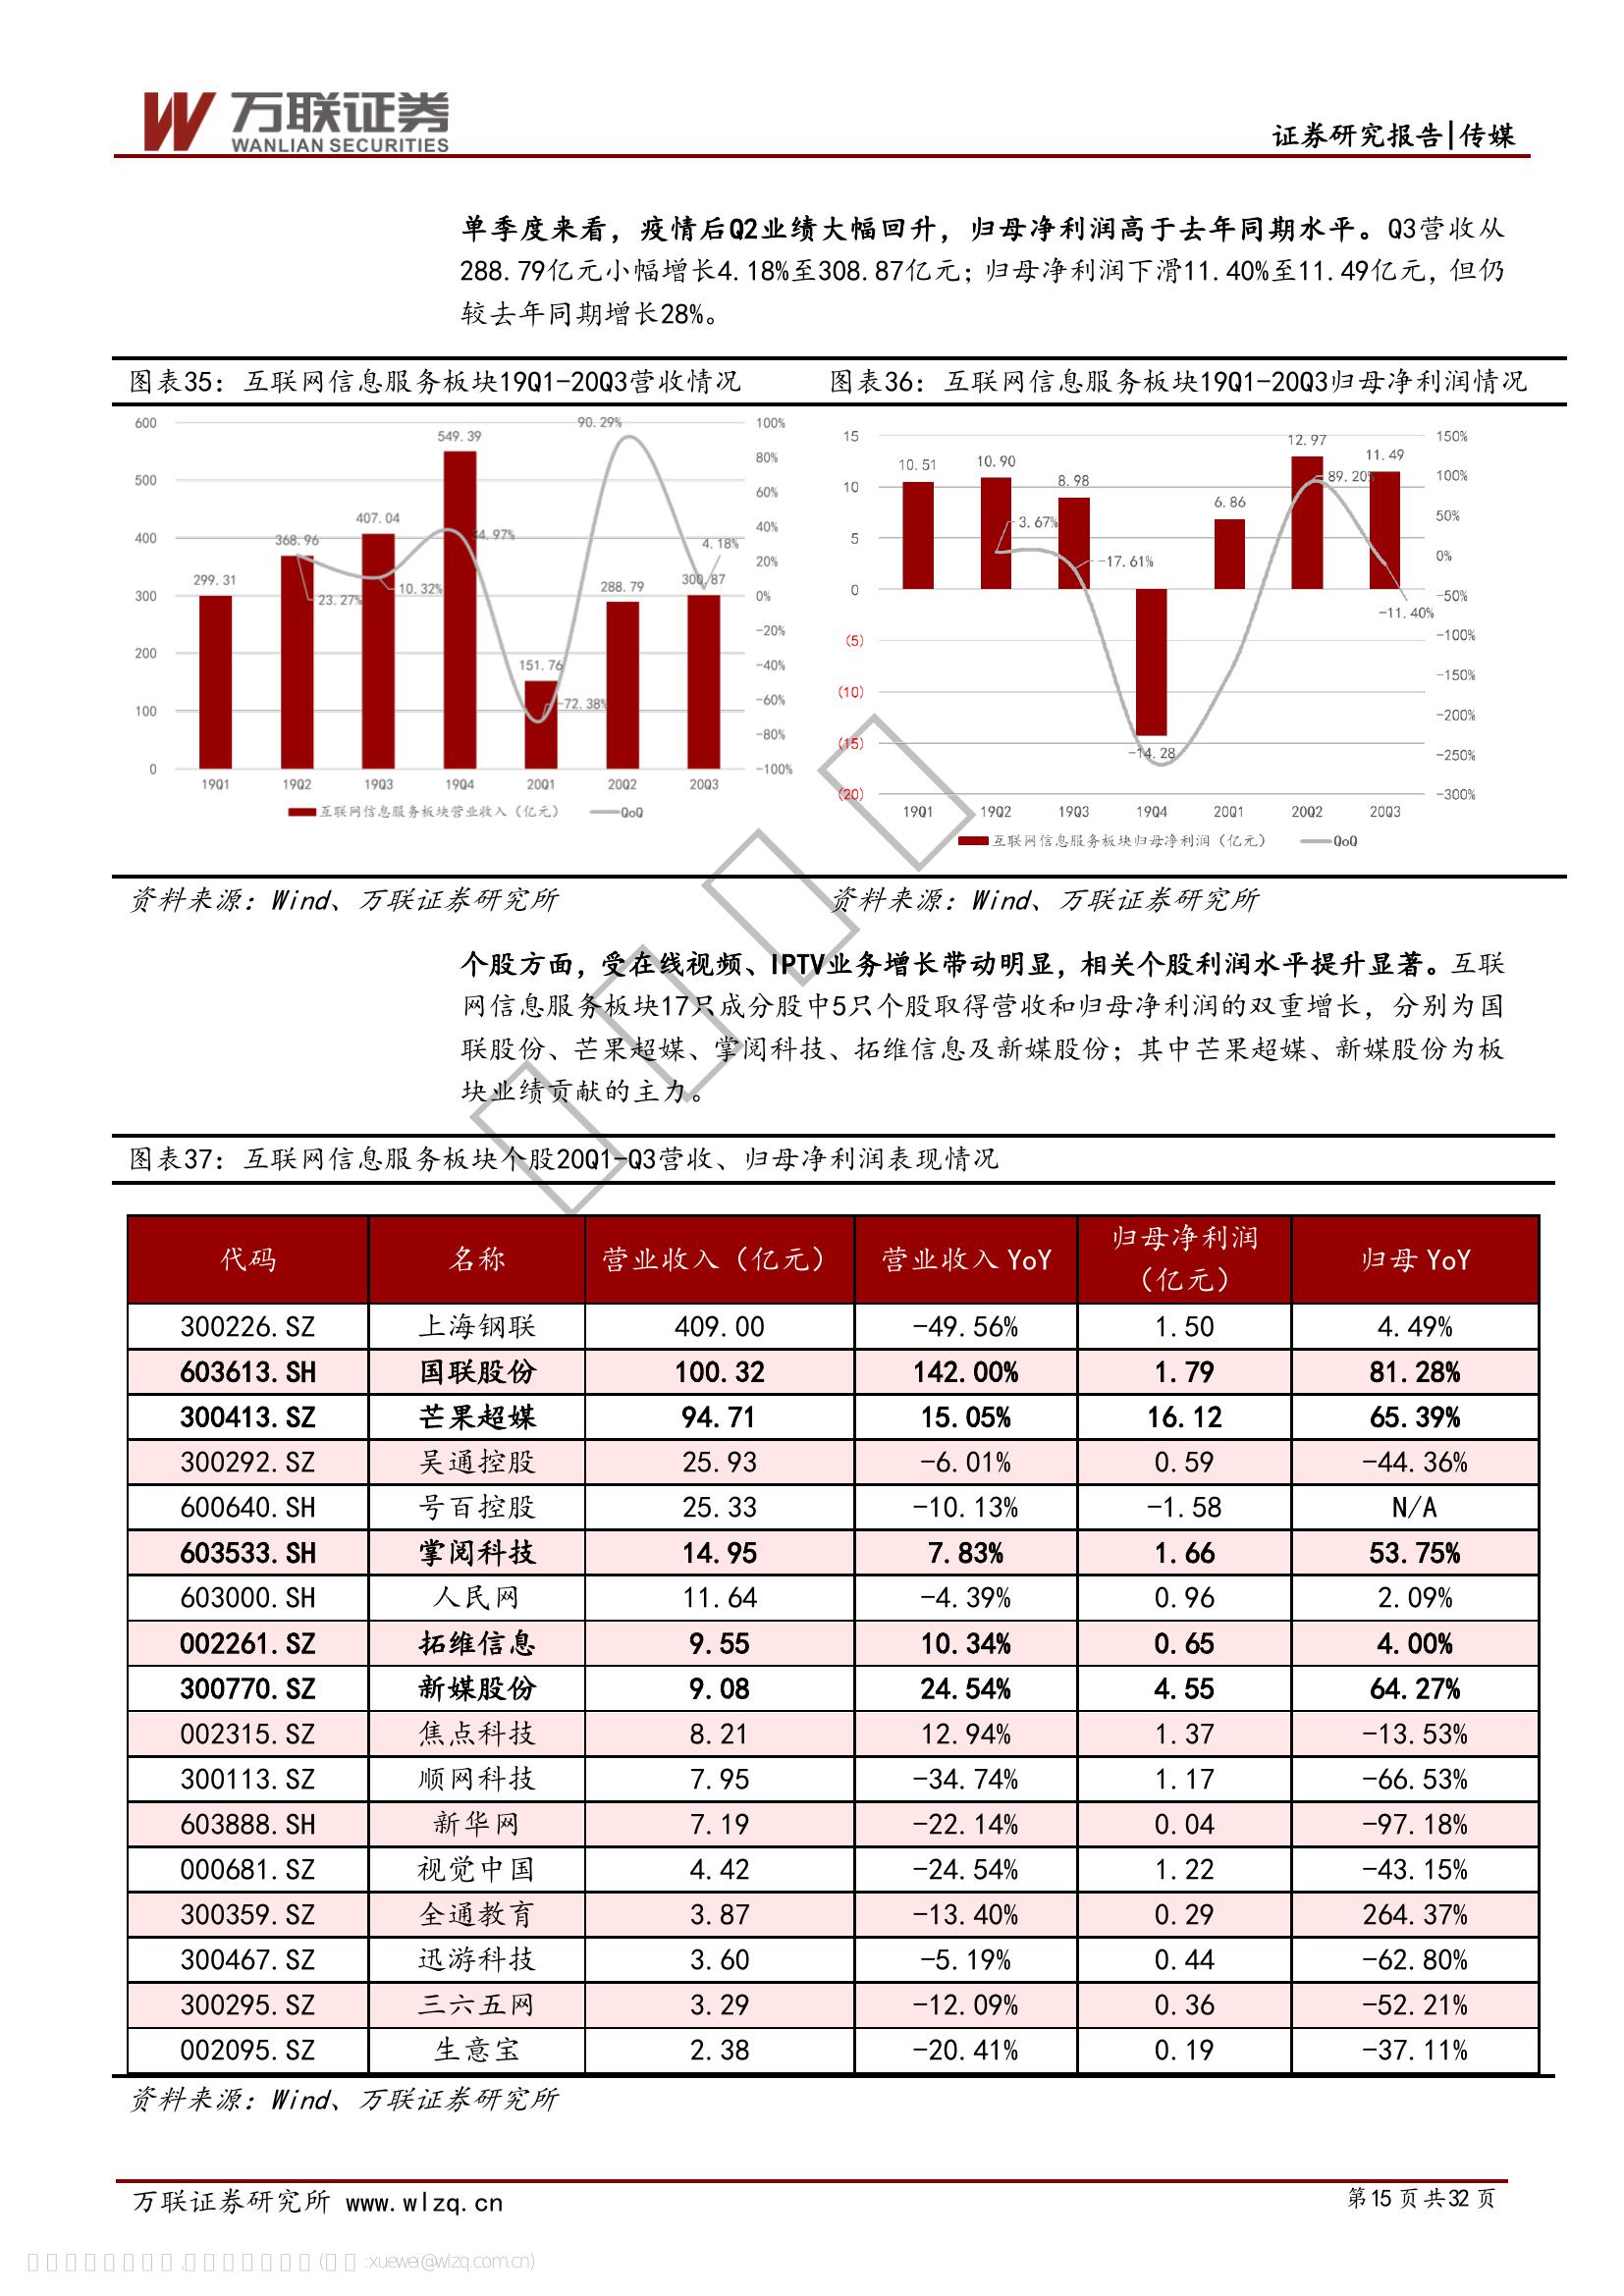 万联证券
WANLIAN SECURITIES
证券研究报告|传媒
单季度来看，疫情后Q2业绩大幅回升，归母净利润高于去年同期水平。Q3营收从
288.79亿元小幅增长4.18%至308.87亿元；归母净利润下滑11.40%至11.49亿元，但仍
较去年同期增长28%。
图表35：互联网信息服务板块19Q1-20Q3营收情况
600
500
400
300
200
100
0
100%
80%
60%
40%
20%
0%
-20%
-40%
-60%
-80%
-100%
299.31
368.96
407.04
549.39
151.76
288.79
300.87
23.27%
10.32%
34.97%
-72.38%
90.29%
4.18%
19Q1 19Q2 19Q3 19Q4 20Q1 20Q2 20Q3
互联网信息服务板块营业收入（亿元） QoQ
资料来源：Wind、万联证券研究所
图表36：互联网信息服务板块19Q1-20Q3归母净利润情况
15
10
5
0
(5)
(10)
(15)
(20)
150%
100%
50%
0%
-50%
-100%
-150%
-200%
-250%
-300%
10.51
10.90
8.98
-14.28
6.86
12.97
11.49
3.67%
-17.61%
89.20%
-11.40%
19Q1 19Q2 19Q3 19Q4 20Q1 20Q2 20Q3
互联网信息服务板块归母净利润（亿元） QoQ
资料来源：Wind、万联证券研究所
个股方面，受在线视频、IPTV业务增长带动明显，相关个股利润水平提升显著。互联
网信息服务板块17只成分股中5只个股取得营收和归母净利润的双重增长，分别为国
联股份、芒果超媒、掌阅科技、拓维信息及新媒股份；其中芒果超媒、新媒股份为板
块业绩贡献的主力。
图表37：互联网信息服务板块个股20Q1-Q3营收、归母净利润表现情况
代码 名称 营业收入（亿元） 营业收入 YoY 归母净利润（亿元） 归母 YoY
300226.SZ 上海钢联 409.00 -49.56% 1.50 4.49%
603613.SH 国联股份 100.32 142.00% 1.79 81.28%
300413.SZ 芒果超媒 94.71 15.05% 16.12 65.39%
300292.SZ 吴通控股 25.93 -6.01% 0.59 -44.36%
600640.SH 号百控股 25.33 -10.13% -1.58 N/A
603533.SH 掌阅科技 14.95 7.83% 1.66 53.75%
603000.SH 人民网 11.64 -4.39% 0.96 2.09%
002261.SZ 拓维信息 9.55 10.34% 0.65 4.00%
300770.SZ 新媒股份 9.08 24.54% 4.55 64.27%
002315.SZ 焦点科技 8.21 12.94% 1.37 -13.53%
300113.SZ 顺网科技 7.95 -34.74% 1.17 -66.53%
603888.SH 新华网 7.19 -22.14% 0.04 -97.18%
000681.SZ 视觉中国 4.42 -24.54% 1.22 -43.15%
300359.SZ 全通教育 3.87 -13.40% 0.29 264.37%
300467.SZ 迅游科技 3.60 -5.19% 0.44 -62.80%
300295.SZ 三六五网 3.29 -12.09% 0.36 -52.21%
002095.SZ 生意宝 2.38 -20.41% 0.19 -37.11%
资料来源：Wind、万联证券研究所
万联证券研究所 www.wlzq.cn
第15页共32页
:xuewei@wlzq.com.cn)